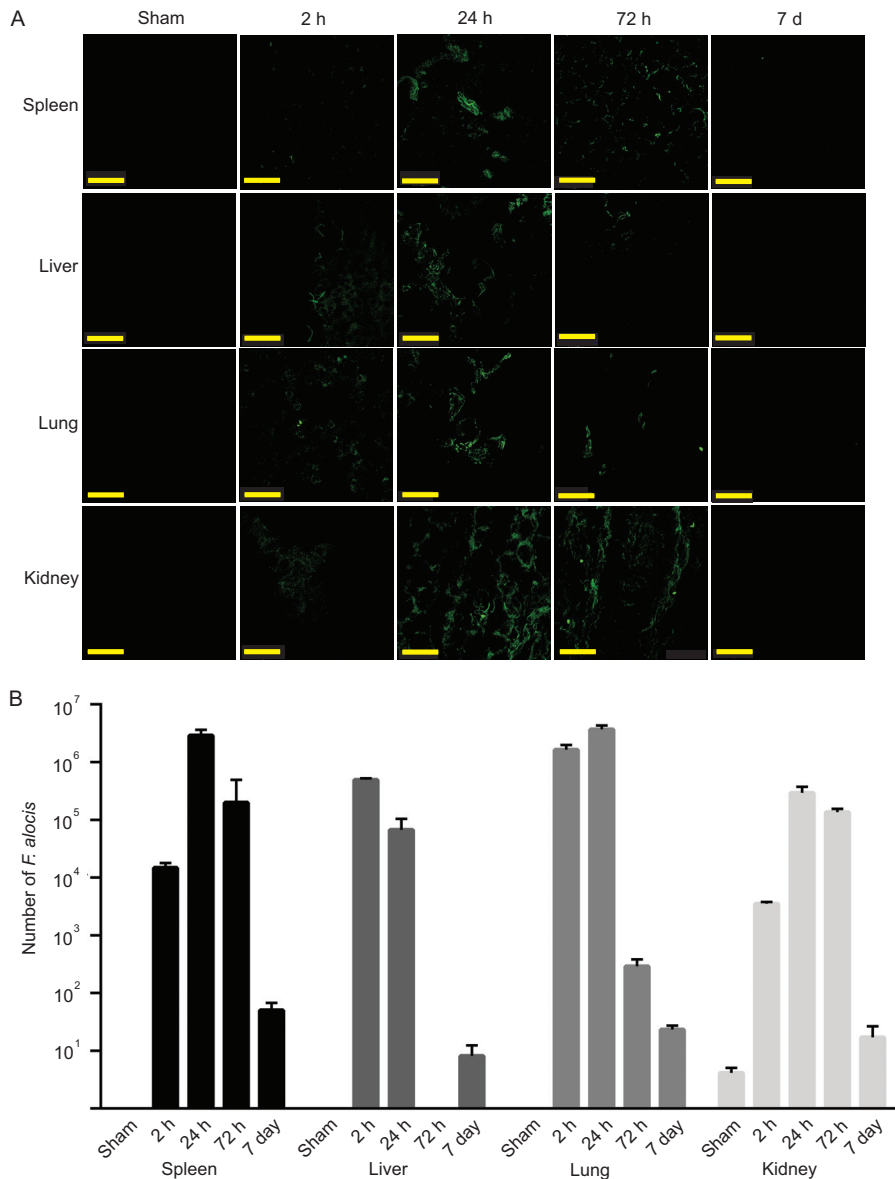 A
Sham 2 h 24 h 72 h 7 d
Spleen
Liver
Lung
Kidney
B
Number of F. alocis
10⁷
10⁶
10⁵
10⁴
10³
10²
10¹
Sham 2 h 24 h 72 h 7 day Sham 2 h 24 h 72 h 7 day Sham 2 h 24 h 72 h 7 day Sham 2 h 24 h 72 h 7 day
Spleen Liver Lung Kidney